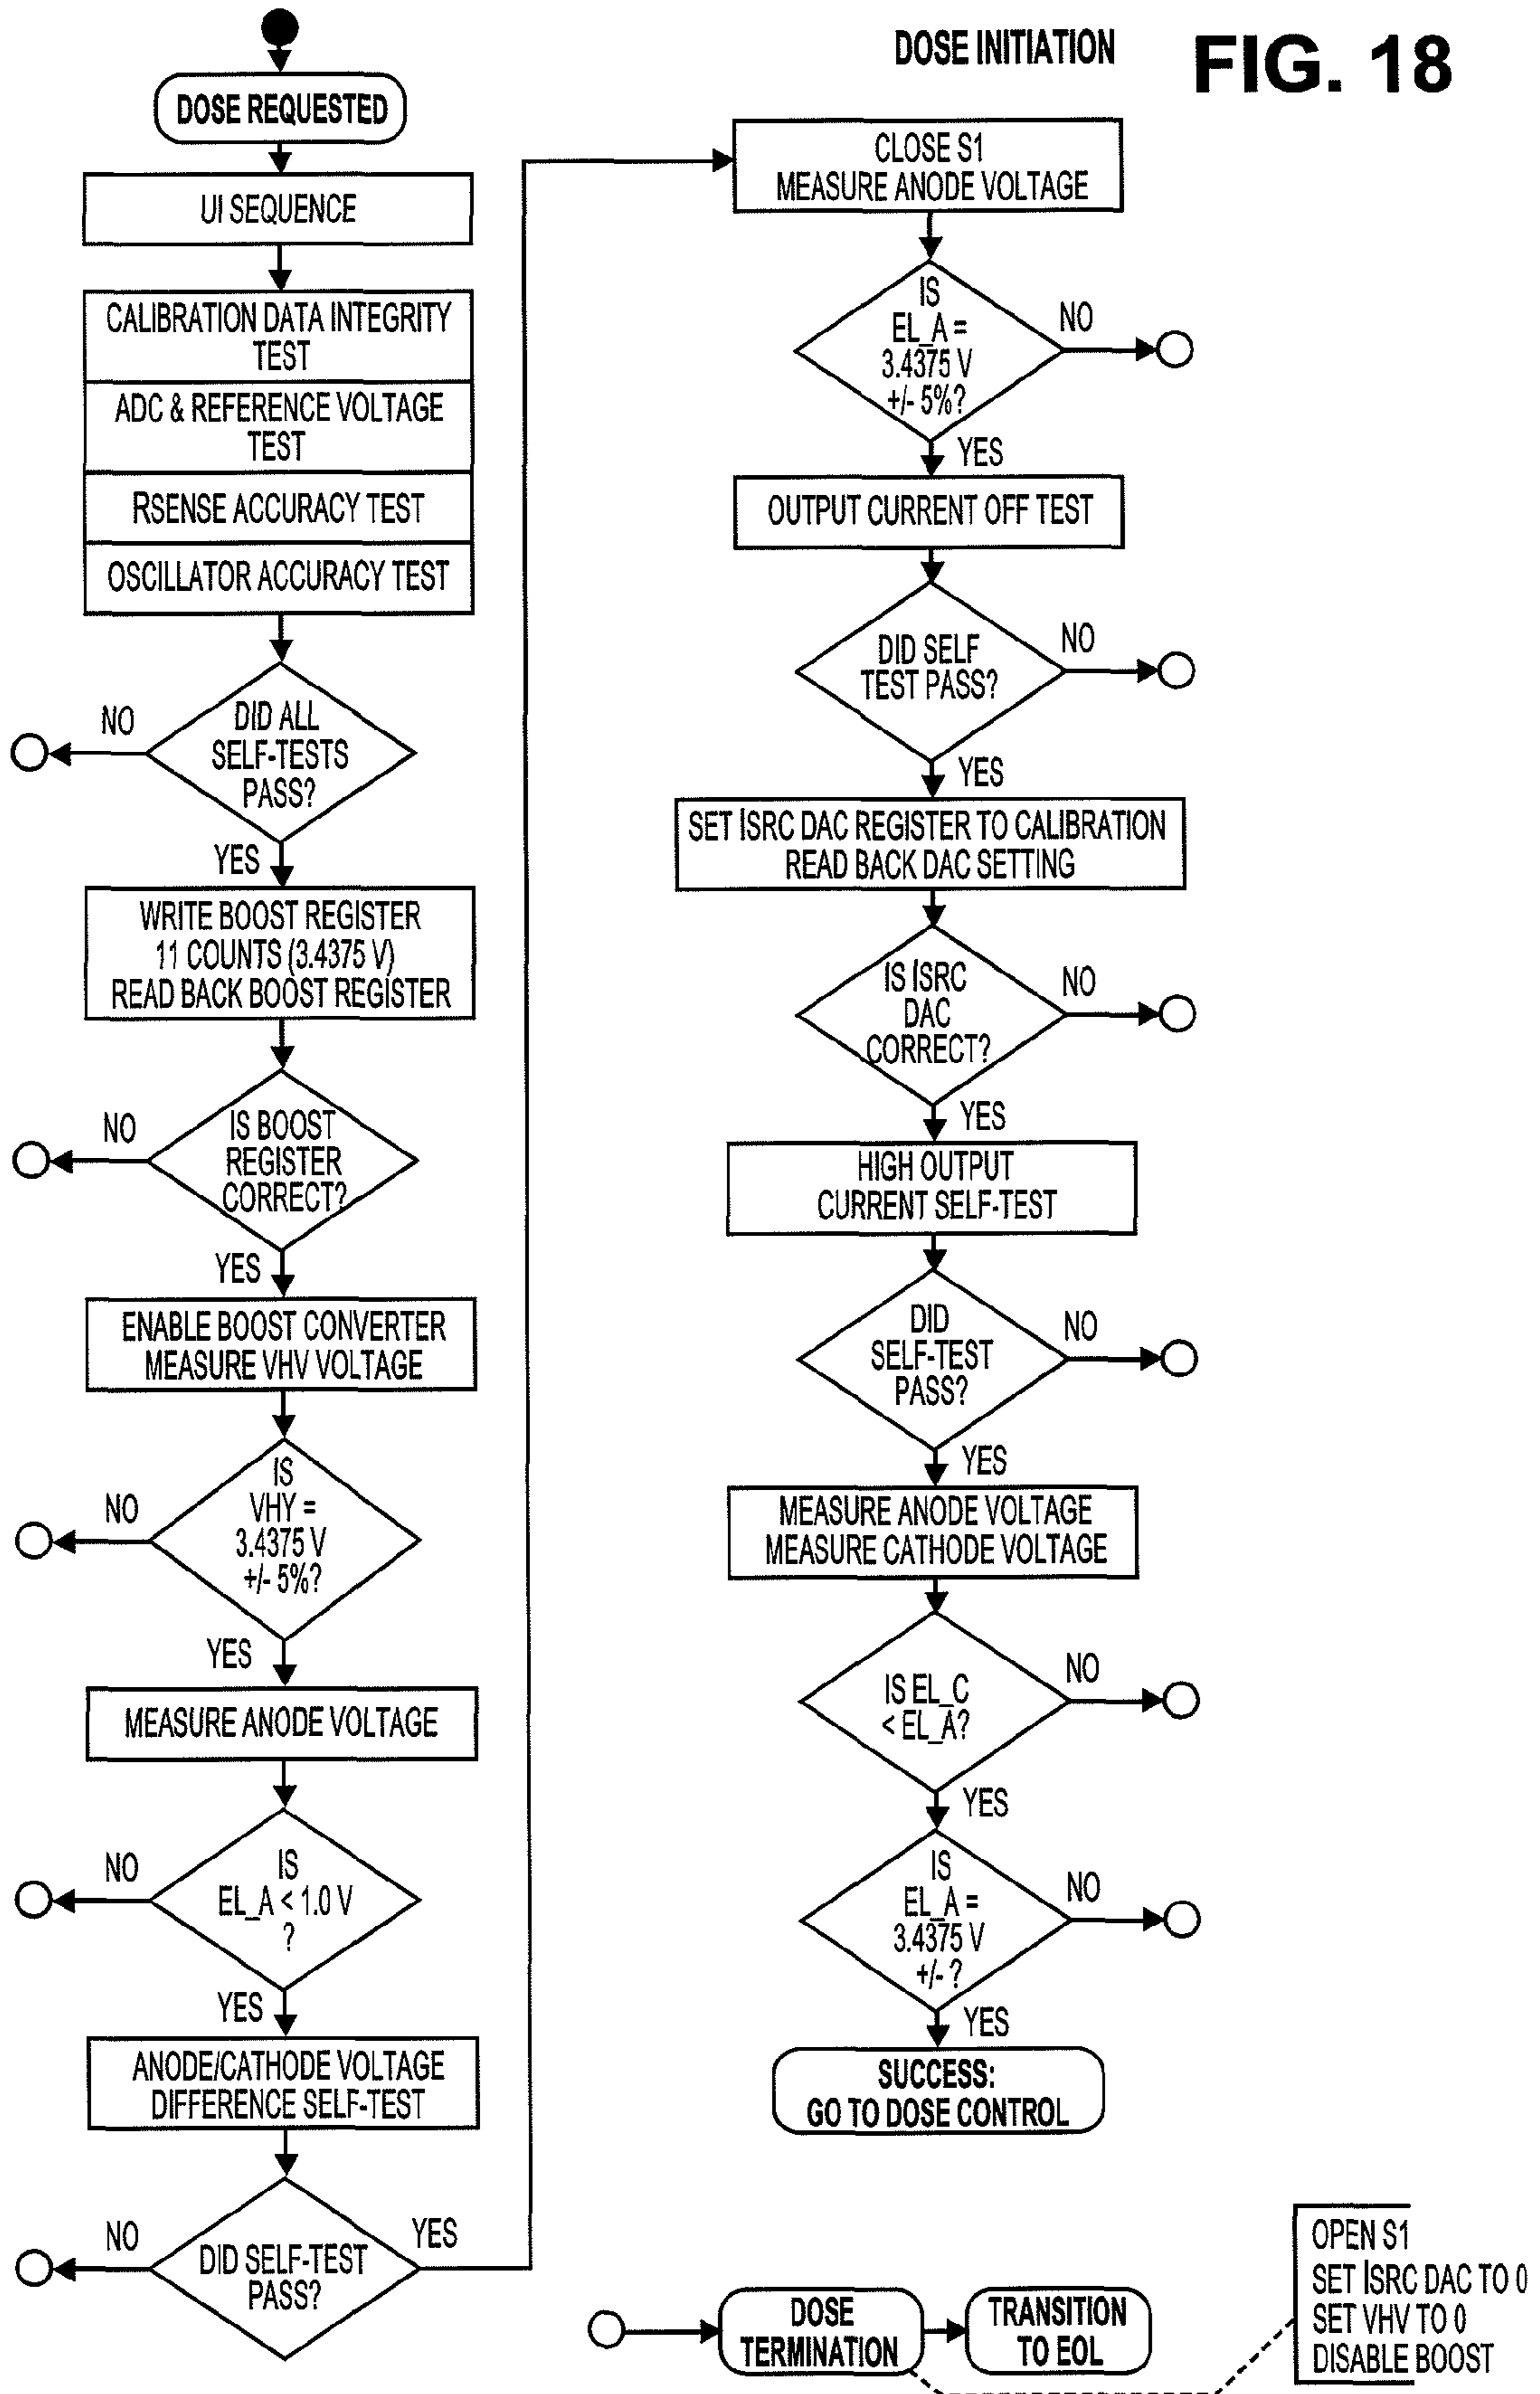 DOSE INITIATION
FIG. 18
DOSE REQUESTED
UI SEQUENCE
CALIBRATION DATA INTEGRITY
TEST
ADC & REFERENCE VOLTAGE
TEST
RSENSE ACCURACY TEST
OSCILLATOR ACCURACY TEST
DID ALL
SELF-TESTS
PASS?
NO
YES
WRITE BOOST REGISTER
11 COUNTS (3.4375 V)
READ BACK BOOST REGISTER
IS BOOST
REGISTER
CORRECT?
NO
YES
ENABLE BOOST CONVERTER
MEASURE VHV VOLTAGE
IS
VHY =
3.4375 V
+/- 5%?
NO
YES
MEASURE ANODE VOLTAGE
IS
EL_A < 1.0 V
?
NO
YES
ANODE/CATHODE VOLTAGE
DIFFERENCE SELF-TEST
DID SELF-TEST
PASS?
NO
YES
CLOSE S1
MEASURE ANODE VOLTAGE
IS
EL_A =
3.4375 V
+/- 5%?
NO
YES
OUTPUT CURRENT OFF TEST
DID SELF
TEST PASS?
NO
YES
SET ISRC DAC REGISTER TO CALIBRATION
READ BACK DAC SETTING
IS ISRC
DAC
CORRECT?
NO
YES
HIGH OUTPUT
CURRENT SELF-TEST
DID
SELF-TEST
PASS?
NO
YES
MEASURE ANODE VOLTAGE
MEASURE CATHODE VOLTAGE
IS EL_C
< EL_A?
NO
YES
IS
EL_A =
3.4375 V
+/- ?
NO
YES
SUCCESS:
GO TO DOSE CONTROL
DOSE
TERMINATION
TRANSITION
TO EOL
OPEN S1
SET ISRC DAC TO 0
SET VHV TO 0
DISABLE BOOST